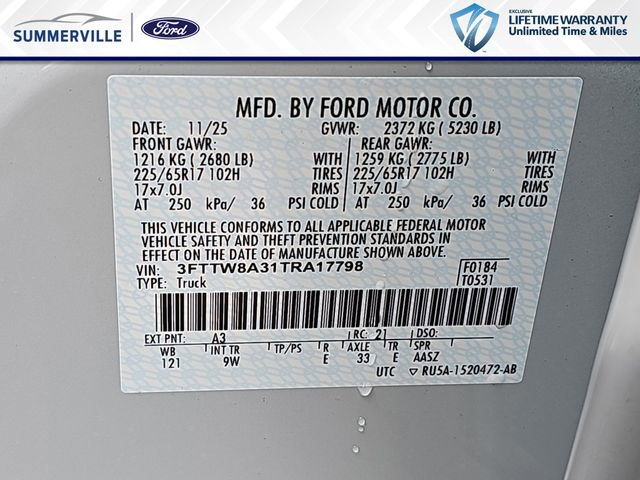 SUMMERVILLE
Ford
EXCLUSIVE
LIFETIME WARRANTY
Unlimited Time & Miles
MFD. BY FORD MOTOR CO.
DATE: 11/25 GVWR: 2372 KG ( 5230 LB)
FRONT GAWR: REAR GAWR:
1216 KG ( 2680 LB) WITH 1259 KG ( 2775 LB) WITH
225/65R17 102H TIRES 225/65R17 102H TIRES
17x7.0J RIMS 17x7.0J RIMS
AT 250 kPa/ 36 PSI COLD AT 250 kPa/ 36 PSI COLD
THIS VEHICLE CONFORMS TO ALL APPLICABLE FEDERAL MOTOR
VEHICLE SAFETY AND BUMPER STANDARDS IN
EFFECT ON THE DATE OF MANUFACTURE SHOWN ABOVE.
VIN: 3FTTW8A31TRA17798 F0184
TYPE: Truck T0531
EXT PNT: A3 RC: 21 DSO:
WB INT TR TP/PS R AXLE TR SPR
121 9W E 33 E AASZ
UTC ▽ RU5A-1520472-AB